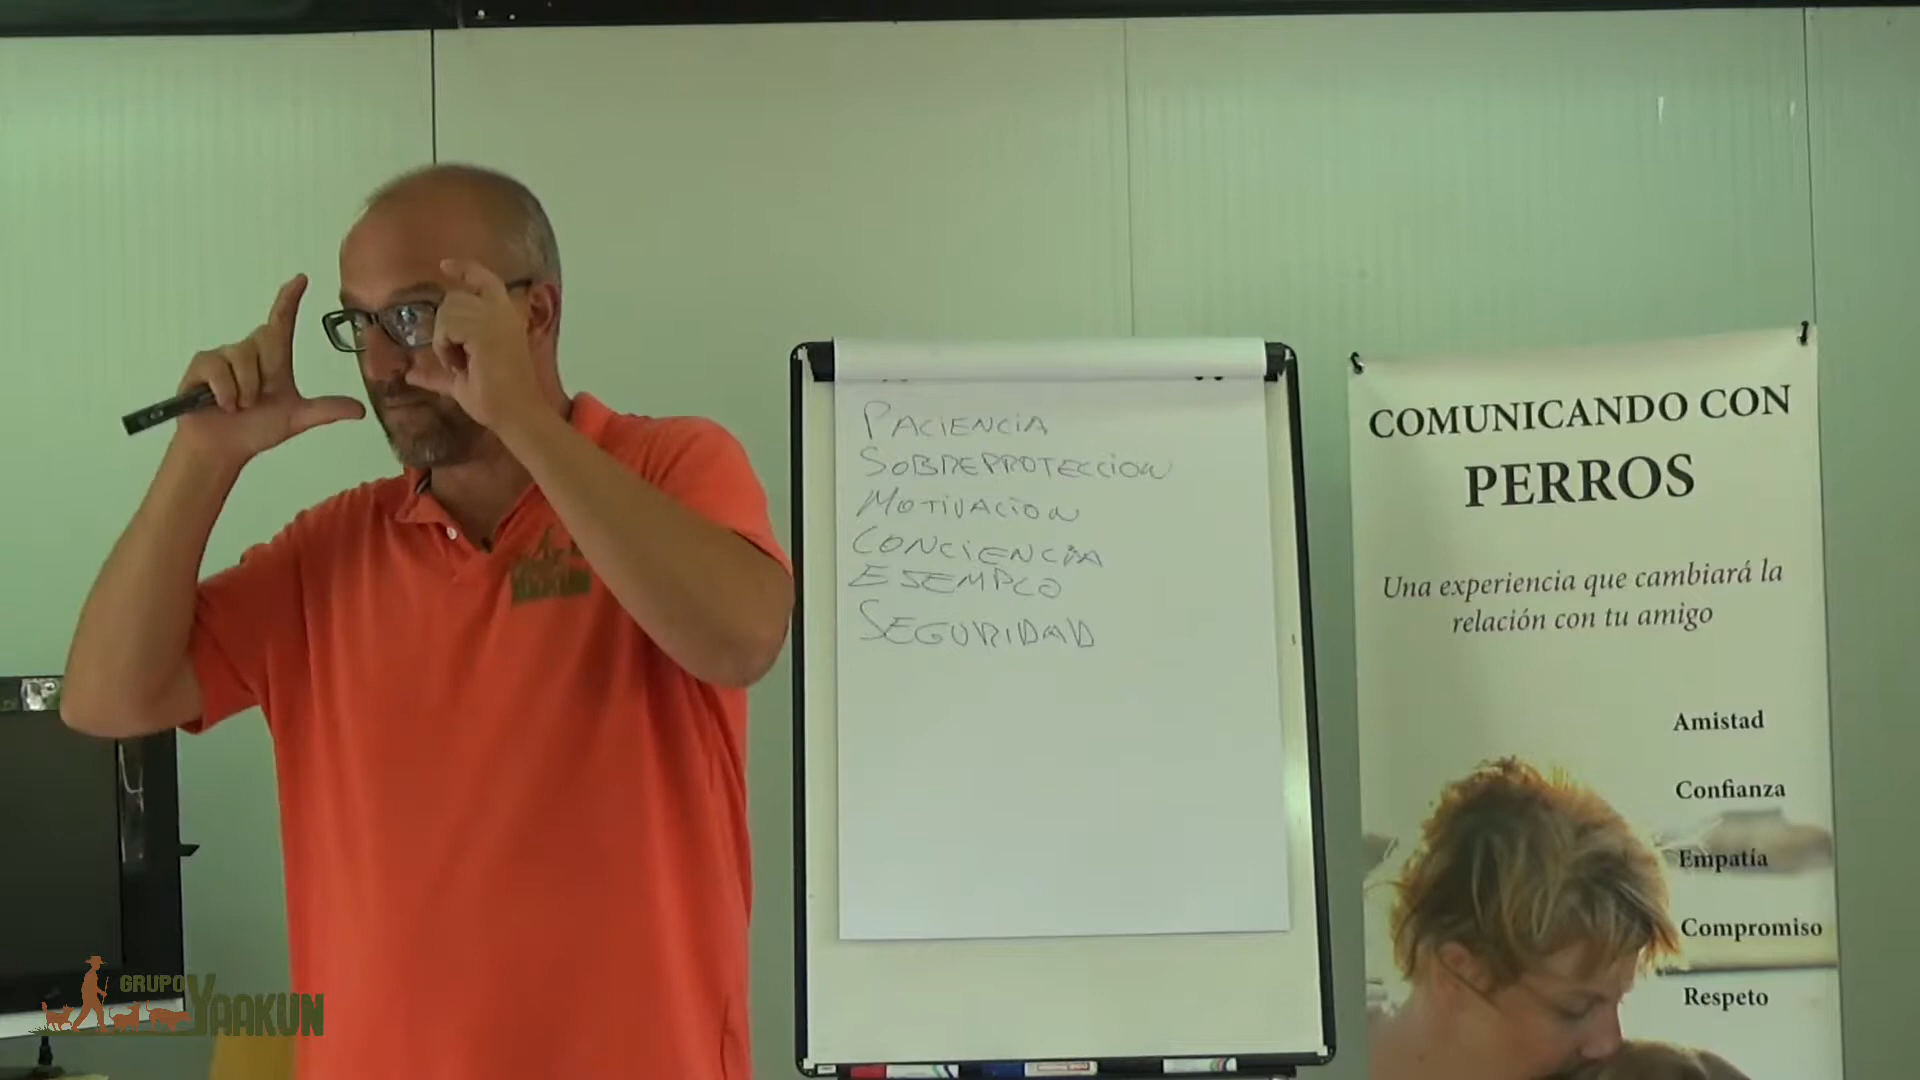 PACIENCIA
SOBREPROTECCION
MOTIVACION
CONCIENCIA
EJEMPLO
SEGURIDAD
COMUNICANDO CON
PERROS
Una experiencia que cambiará la
relación con tu amigo
Amistad
Confianza
Empatía
Compromiso
Respeto
GRUPO
YAAKUN